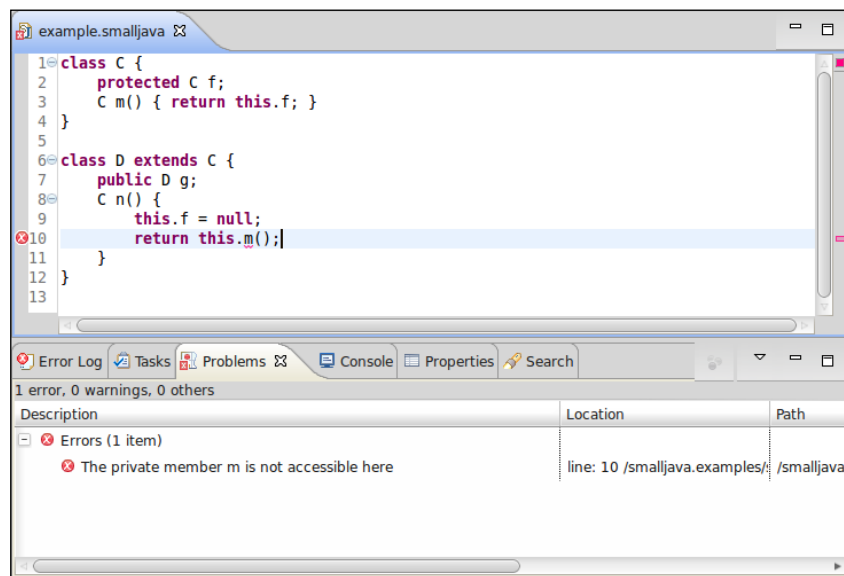 example.smalljava
1 class C {
2     protected C f;
3     C m() { return this.f; }
4 }
5
6 class D extends C {
7     public D g;
8     C n() {
9         this.f = null;
10         return this.m();
11     }
12 }
13
Error Log Tasks Problems Console Properties Search
1 error, 0 warnings, 0 others
Description Location Path
Errors (1 item)
The private member m is not accessible here line: 10 /smalljava.examples/ /smalljava